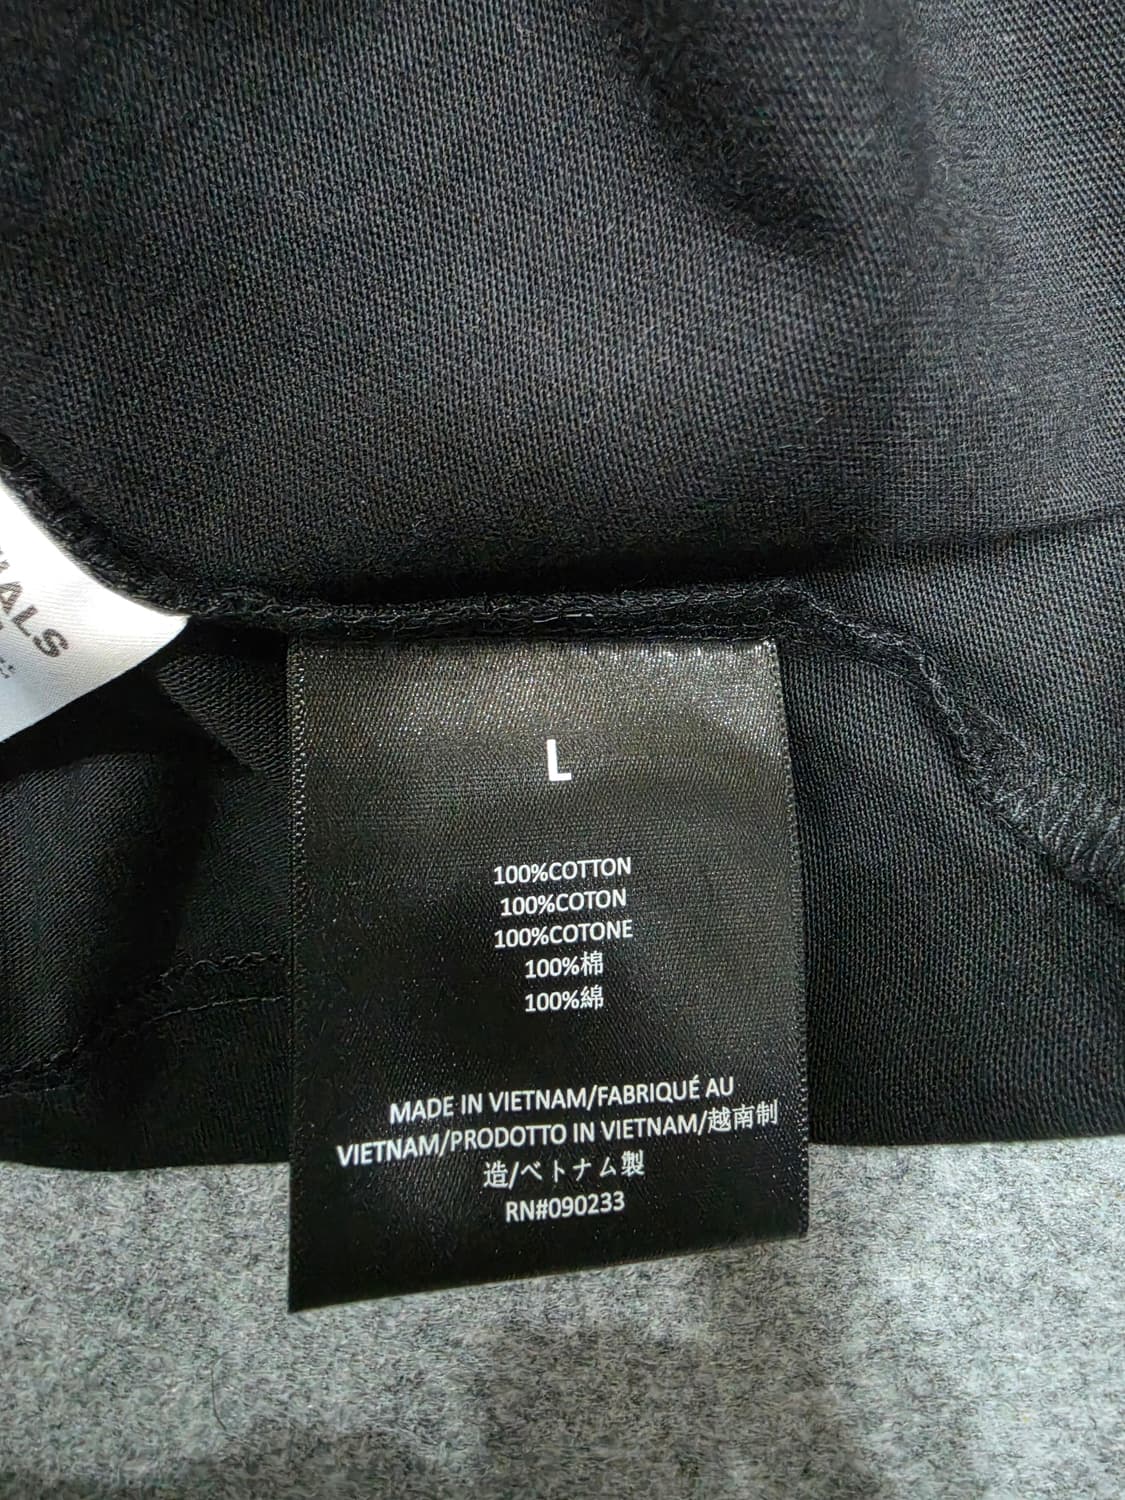 ALS
L
100%COTTON
100%COTON
100%COTONE
100%棉
100%綿
MADE IN VIETNAM/FABRIQUÉ AU
VIETNAM/PRODOTTO IN VIETNAM/越南制
造/ベトナム製
RN#090233